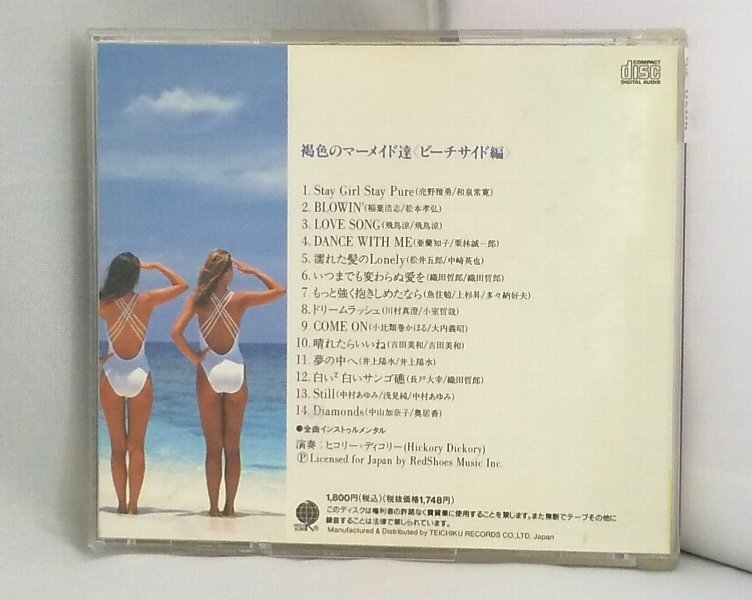 COMPACT
disc
DIGITAL AUDIO
褐色のマーメイド達〈ビーチサイド編〉
1. Stay Girl Stay Pure(売野雅勇/和泉常寛)
2. BLOWIN'(稲葉浩志/松本孝弘)
3. LOVE SONG(飛鳥涼/飛鳥涼)
4. DANCE WITH ME(亜蘭知子/栗林誠一郎)
5. 濡れた髪のLonely(松井五郎/中崎英也)
6. いつまでも変わらぬ愛を(織田哲郎/織田哲郎)
7. もっと強く抱きしめたなら(魚住勉/上杉昇/多々納好夫)
8. ドリームラッシュ(川村真澄/小室哲哉)
9. COME ON(小比類巻かほる/大内義昭)
10. 晴れたらいいね(吉田美和/吉田美和)
11. 夢の中へ(井上陽水/井上陽水)
12. 白い² 白いサンゴ礁(長戸大幸/織田哲郎)
13. Still(中村あゆみ/浅見純/中村あゆみ)
14. Diamonds(中山加奈子/奥居香)
●全曲インストゥルメンタル
演奏:ヒコリー・ディコリー(Hickory Dickory)
Ⓟ Licensed for Japan by RedShoes Music Inc.
1,800円(税込)(税抜価格1,748円)
このディスクは権利者の許諾なく賃貸業に使用することを禁じます。また無断でテープその他に
録音することは法律で禁じられています。
Manufactured & Distributed by TEICHIKU RECORDS CO.,LTD. Japan